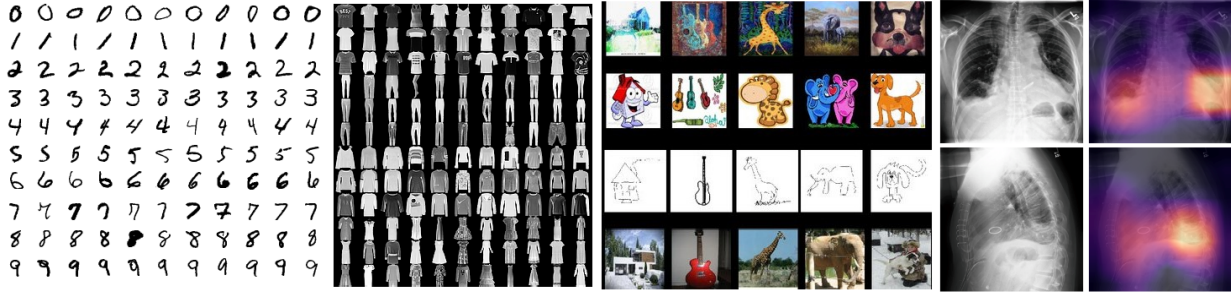 0 0 0 0 0 0 0 0 0 0 0
1 1 1 1 1 1 1 1 1 1 1
2 2 2 2 2 2 2 2 2 2 2
3 3 3 3 3 3 3 3 3 3 3
4 4 4 4 4 4 4 4 4 4 4
5 5 5 5 5 5 5 5 5 5 5
6 6 6 6 6 6 6 6 6 6 6
7 7 7 7 7 7 7 7 7 7 7
8 8 8 8 8 8 8 8 8 8 8
9 9 9 9 9 9 9 9 9 9 9
Aloha